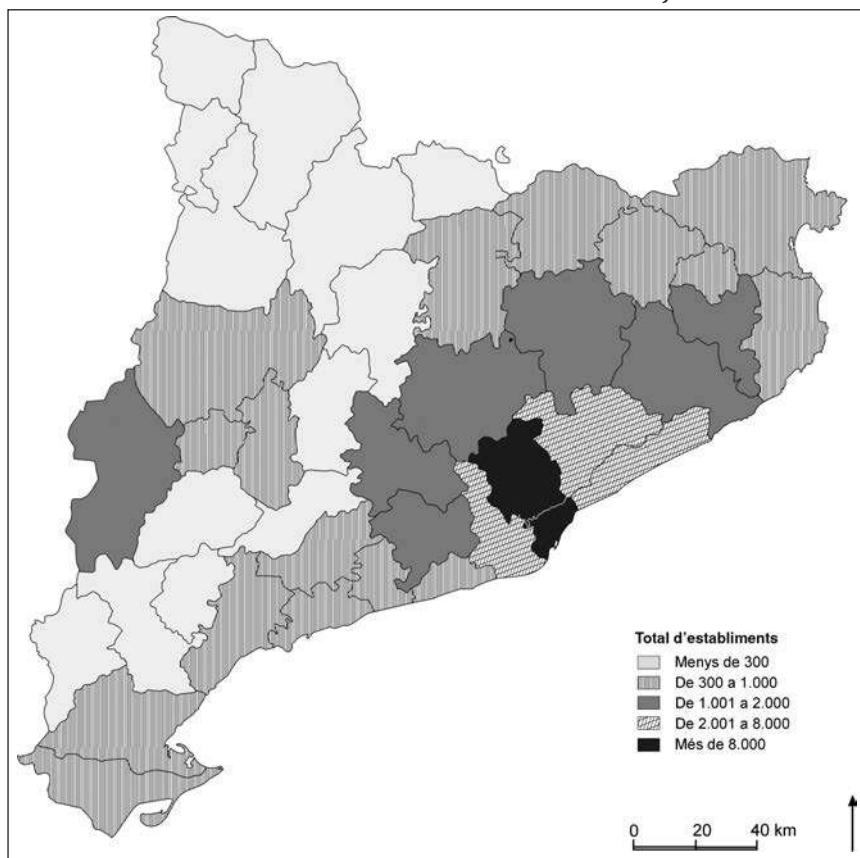 Total d'establiments
Menys de 300
De 300 a 1.000
De 1.001 a 2.000
De 2.001 a 8.000
Més de 8.000
0 20 40 km